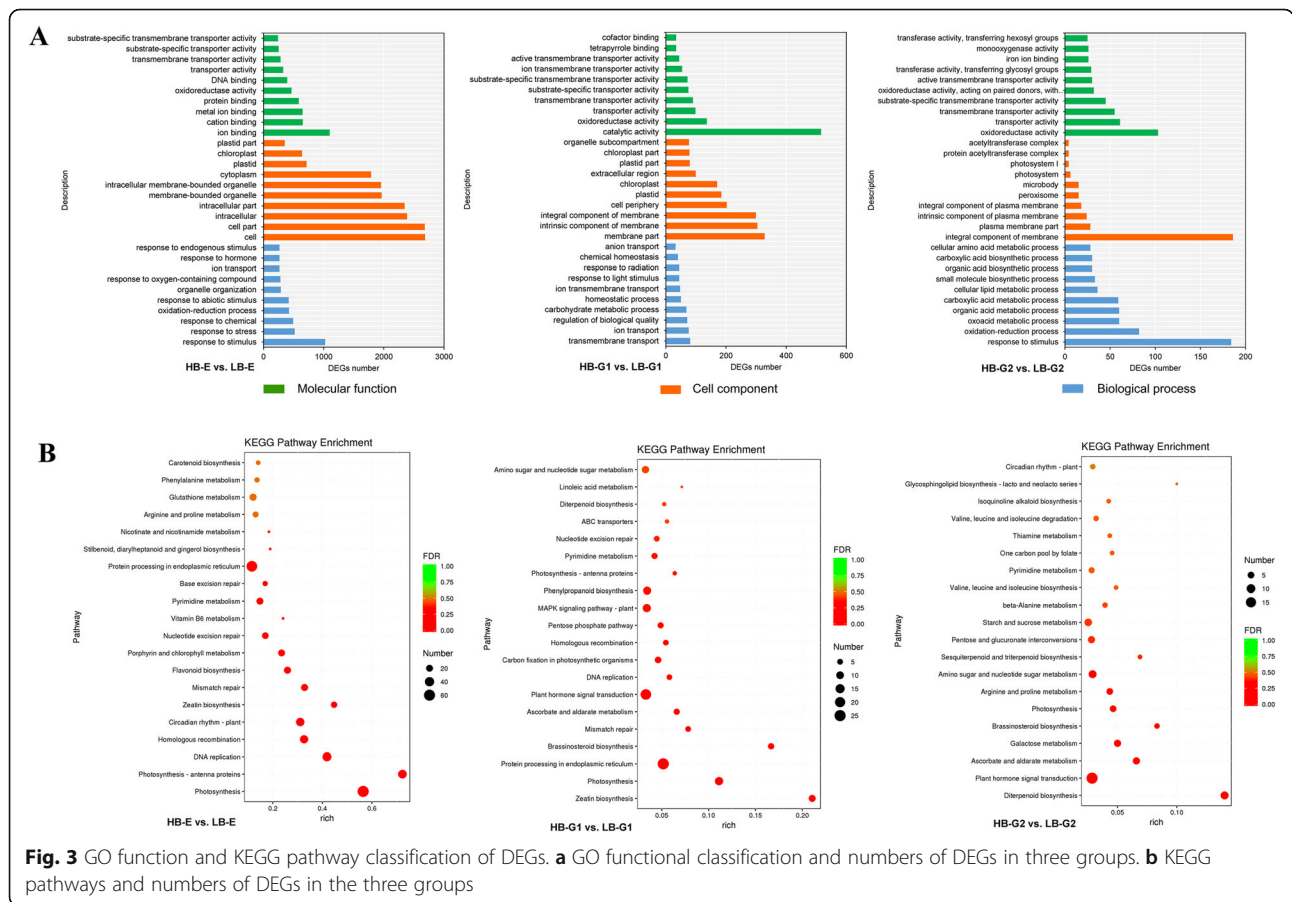 A
Description
substrate-specific transmembrane transporter activity
substrate-specific transporter activity
transmembrane transporter activity
transporter activity
DNA binding
oxidoreductase activity
protein binding
metal ion binding
cation binding
ion binding
plastid part
chloroplast
plastid
cytoplasm
intracellular membrane-bounded organelle
membrane-bounded organelle
intracellular part
intracellular
cell part
cell
response to endogenous stimulus
response to hormone
ion transport
response to oxygen-containing compound
organelle organization
response to abiotic stimulus
oxidation-reduction process
response to chemical
response to stress
response to stimulus
0 1000 2000 3000
HB-E vs. LB-E
DEGs number
Description
cofactor binding
tetrapyrrole binding
active transmembrane transporter activity
ion transmembrane transporter activity
substrate-specific transmembrane transporter activity
substrate-specific transporter activity
transmembrane transporter activity
transporter activity
oxidoreductase activity
catalytic activity
organelle subcompartment
chloroplast part
plastid part
extracellular region
chloroplast
plastid
cell periphery
integral component of membrane
intrinsic component of membrane
membrane part
anion transport
chemical homeostasis
response to radiation
response to light stimulus
ion transmembrane transport
homeostatic process
carbohydrate metabolic process
regulation of biological quality
ion transport
transmembrane transport
0 200 400 600
HB-G1 vs. LB-G1
DEGs number
Description
transferase activity, transferring hexosyl groups
monooxygenase activity
iron ion binding
transferase activity, transferring glycosyl groups
active transmembrane transporter activity
oxidoreductase activity, acting on paired donors, with..
substrate-specific transmembrane transporter activity
transmembrane transporter activity
transporter activity
oxidoreductase activity
acetyltransferase complex
protein acetyltransferase complex
photosystem I
photosystem
microbody
peroxisome
integral component of plasma membrane
intrinsic component of plasma membrane
plasma membrane part
integral component of membrane
cellular amino acid metabolic process
carboxylic acid biosynthetic process
organic acid biosynthetic process
small molecule biosynthetic process
cellular lipid metabolic process
carboxylic acid metabolic process
organic acid metabolic process
oxoacid metabolic process
oxidation-reduction process
response to stimulus
0 50 100 150 200
HB-G2 vs. LB-G2
DEGs number
Molecular function
Cell component
Biological process
B
KEGG Pathway Enrichment
Pathway
Carotenoid biosynthesis
Phenylalanine metabolism
Glutathione metabolism
Arginine and proline metabolism
Nicotinate and nicotinamide metabolism
Stilbenoid, diarylheptanoid and gingerol biosynthesis
Protein processing in endoplasmic reticulum
Base excision repair
Pyrimidine metabolism
Vitamin B6 metabolism
Nucleotide excision repair
Porphyrin and chlorophyll metabolism
Flavonoid biosynthesis
Mismatch repair
Zeatin biosynthesis
Circadian rhythm - plant
Homologous recombination
DNA replication
Photosynthesis - antenna proteins
Photosynthesis
0.2 0.4 0.6
rich
HB-E vs. LB-E
FDR
1.00
0.75
0.50
0.25
0.00
Number
20
40
60
KEGG Pathway Enrichment
Pathway
Amino sugar and nucleotide sugar metabolism
Linoleic acid metabolism
Diterpenoid biosynthesis
ABC transporters
Nucleotide excision repair
Pyrimidine metabolism
Photosynthesis - antenna proteins
Phenylpropanoid biosynthesis
MAPK signaling pathway - plant
Pentose phosphate pathway
Homologous recombination
Carbon fixation in photosynthetic organisms
DNA replication
Plant hormone signal transduction
Ascorbate and aldarate metabolism
Mismatch repair
Brassinosteroid biosynthesis
Protein processing in endoplasmic reticulum
Photosynthesis
Zeatin biosynthesis
0.05 0.10 0.15 0.20
rich
HB-G1 vs. LB-G1
FDR
1.00
0.75
0.50
0.25
0.00
Number
5
10
15
20
25
KEGG Pathway Enrichment
Pathway
Circadian rhythm - plant
Glycosphingolipid biosynthesis - lacto and neolacto series
Isoquinoline alkaloid biosynthesis
Valine, leucine and isoleucine degradation
Thiamine metabolism
One carbon pool by folate
Pyrimidine metabolism
Valine, leucine and isoleucine biosynthesis
beta-Alanine metabolism
Starch and sucrose metabolism
Pentose and glucuronate interconversions
Sesquiterpenoid and triterpenoid biosynthesis
Amino sugar and nucleotide sugar metabolism
Arginine and proline metabolism
Photosynthesis
Brassinosteroid biosynthesis
Galactose metabolism
Ascorbate and aldarate metabolism
Plant hormone signal transduction
Diterpenoid biosynthesis
0.05 0.10
rich
HB-G2 vs. LB-G2
Number
5
10
15
FDR
1.00
0.75
0.50
0.25
0.00
Fig. 3 GO function and KEGG pathway classification of DEGs. a GO functional classification and numbers of DEGs in three groups. b KEGG
pathways and numbers of DEGs in the three groups